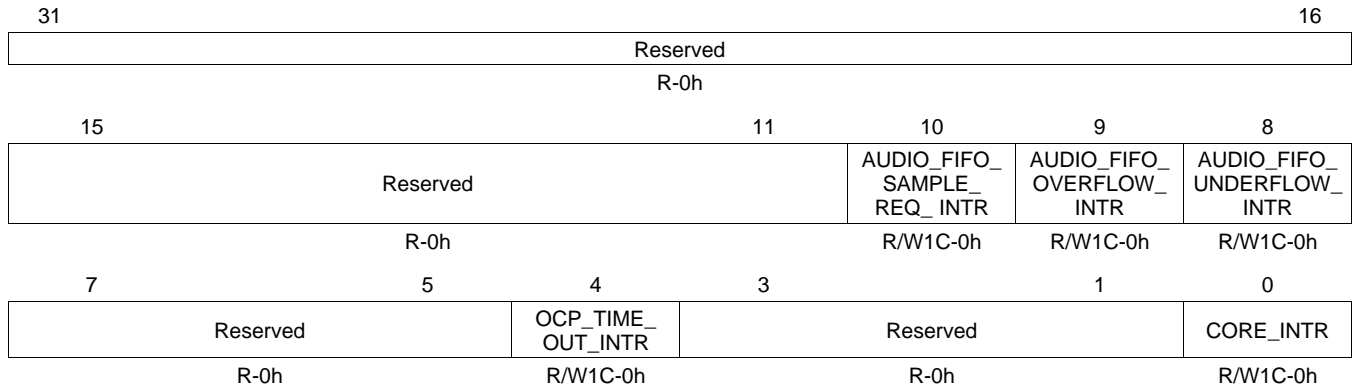 31 16
Reserved
R-0h
15 11 10 9 8
Reserved AUDIO_FIFO_ AUDIO_FIFO_ AUDIO_FIFO_
SAMPLE_ OVERFLOW_ UNDERFLOW_
REQ_ INTR INTR INTR
R-0h R/W1C-0h R/W1C-0h R/W1C-0h
7 5 4 3 1 0
Reserved OCP_TIME_ Reserved CORE_INTR
OUT_INTR
R-0h R/W1C-0h R-0h R/W1C-0h